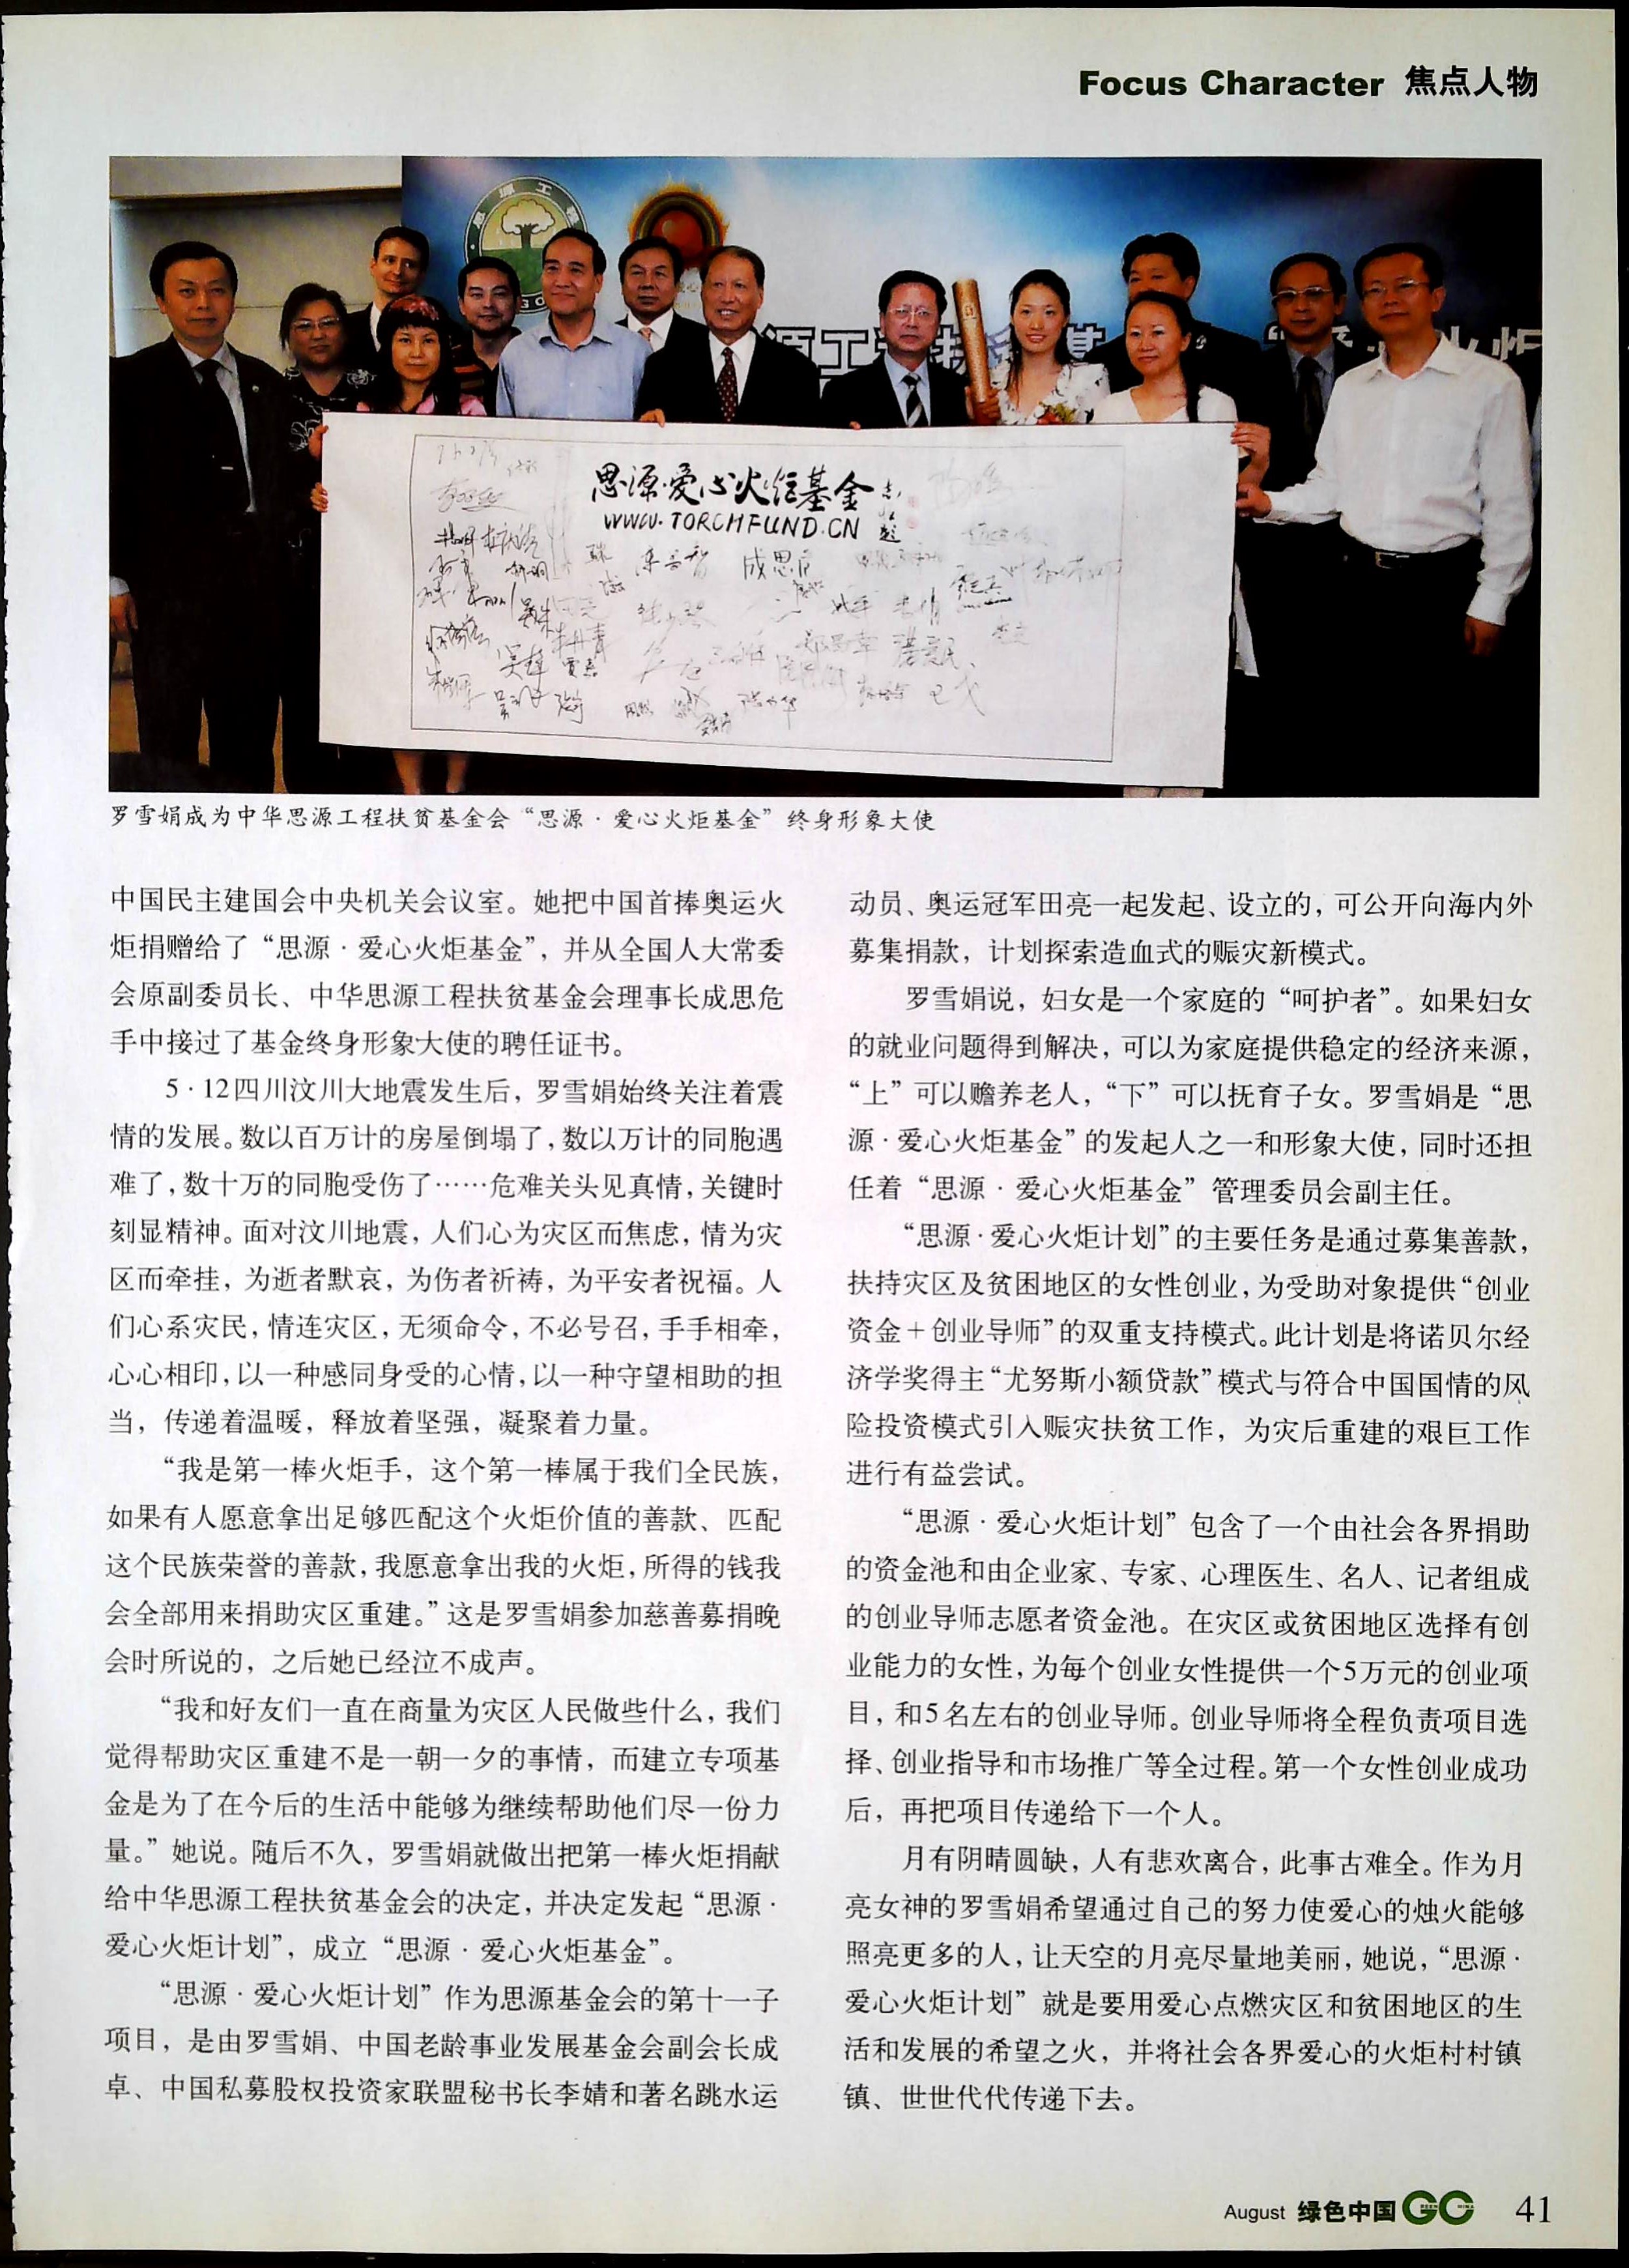 Focus Character 焦点人物
思源工程
思源·爱心火炬基金
WWW.TORCHFUND.CN
成思危
罗雪娟成为中华思源工程扶贫基金会“思源·爱心火炬基金”终身形象大使
中国民主建国会中央机关会议室。她把中国首捧奥运火
炬捐赠给了“思源·爱心火炬基金”，并从全国人大常委
会原副委员长、中华思源工程扶贫基金会理事长成思危
手中接过了基金终身形象大使的聘任证书。
5·12四川汶川大地震发生后，罗雪娟始终关注着震
情的发展。数以百万计的房屋倒塌了，数以万计的同胞遇
难了，数十万的同胞受伤了……危难关头见真情，关键时
刻显精神。面对汶川地震，人们心为灾区而焦虑，情为灾
区而牵挂，为逝者默哀，为伤者祈祷，为平安者祝福。人
们心系灾民，情连灾区，无须命令，不必号召，手手相牵，
心心相印，以一种感同身受的心情，以一种守望相助的担
当，传递着温暖，释放着坚强，凝聚着力量。
“我是第一棒火炬手，这个第一棒属于我们全民族，
如果有人愿意拿出足够匹配这个火炬价值的善款、匹配
这个民族荣誉的善款，我愿意拿出我的火炬，所得的钱我
会全部用来捐助灾区重建。”这是罗雪娟参加慈善募捐晚
会时所说的，之后她已经泣不成声。
“我和好友们一直在商量为灾区人民做些什么，我们
觉得帮助灾区重建不是一朝一夕的事情，而建立专项基
金是为了在今后的生活中能够为继续帮助他们尽一份力
量。”她说。随后不久，罗雪娟就做出把第一棒火炬捐献
给中华思源工程扶贫基金会的决定，并决定发起“思源·
爱心火炬计划”，成立“思源·爱心火炬基金”。
“思源·爱心火炬计划”作为思源基金会的第十一子
项目，是由罗雪娟、中国老龄事业发展基金会副会长成
卓、中国私募股权投资家联盟秘书长李婧和著名跳水运
动员、奥运冠军田亮一起发起、设立的，可公开向海内外
募集捐款，计划探索造血式的赈灾新模式。
罗雪娟说，妇女是一个家庭的“呵护者”。如果妇女
的就业问题得到解决，可以为家庭提供稳定的经济来源，
“上”可以赡养老人，“下”可以抚育子女。罗雪娟是“思
源·爱心火炬基金”的发起人之一和形象大使，同时还担
任着“思源·爱心火炬基金”管理委员会副主任。
“思源·爱心火炬计划”的主要任务是通过募集善款，
扶持灾区及贫困地区的女性创业，为受助对象提供“创业
资金＋创业导师”的双重支持模式。此计划是将诺贝尔经
济学奖得主“尤努斯小额贷款”模式与符合中国国情的风
险投资模式引入赈灾扶贫工作，为灾后重建的艰巨工作
进行有益尝试。
“思源·爱心火炬计划”包含了一个由社会各界捐助
的资金池和由企业家、专家、心理医生、名人、记者组成
的创业导师志愿者资金池。在灾区或贫困地区选择有创
业能力的女性，为每个创业女性提供一个5万元的创业项
目，和5名左右的创业导师。创业导师将全程负责项目选
择、创业指导和市场推广等全过程。第一个女性创业成功
后，再把项目传递给下一个人。
月有阴晴圆缺，人有悲欢离合，此事古难全。作为月
亮女神的罗雪娟希望通过自己的努力使爱心的烛火能够
照亮更多的人，让天空的月亮尽量地美丽，她说，“思源·
爱心火炬计划”就是要用爱心点燃灾区和贫困地区的生
活和发展的希望之火，并将社会各界爱心的火炬村村镇
镇、世世代代传递下去。
August 绿色中国 GC 41